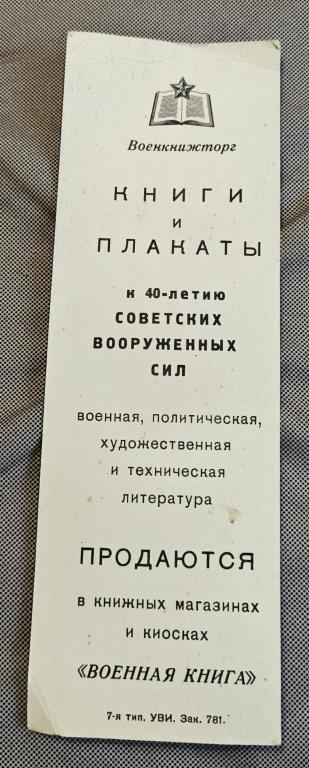 Военкнижторг
КНИГИ
и
ПЛАКАТЫ
к 40-летию
СОВЕТСКИХ
ВООРУЖЕННЫХ
СИЛ
военная, политическая,
художественная
и техническая
литература
ПРОДАЮТСЯ
в книжных магазинах
и киосках
«ВОЕННАЯ КНИГА»
7-я тип. УВИ. Зак. 781.